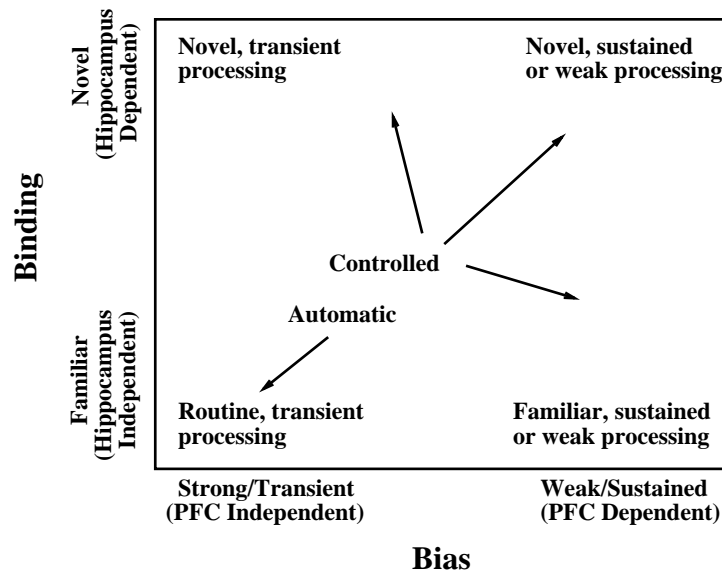 Novel, transient
processing
Novel, sustained
or weak processing
Controlled
Automatic
Routine, transient
processing
Familiar, sustained
or weak processing
Binding
Novel
(Hippocampus
Dependent)
Familiar
(Hippocampus
Independent)
Strong/Transient
(PFC Independent)
Weak/Sustained
(PFC Dependent)
Bias